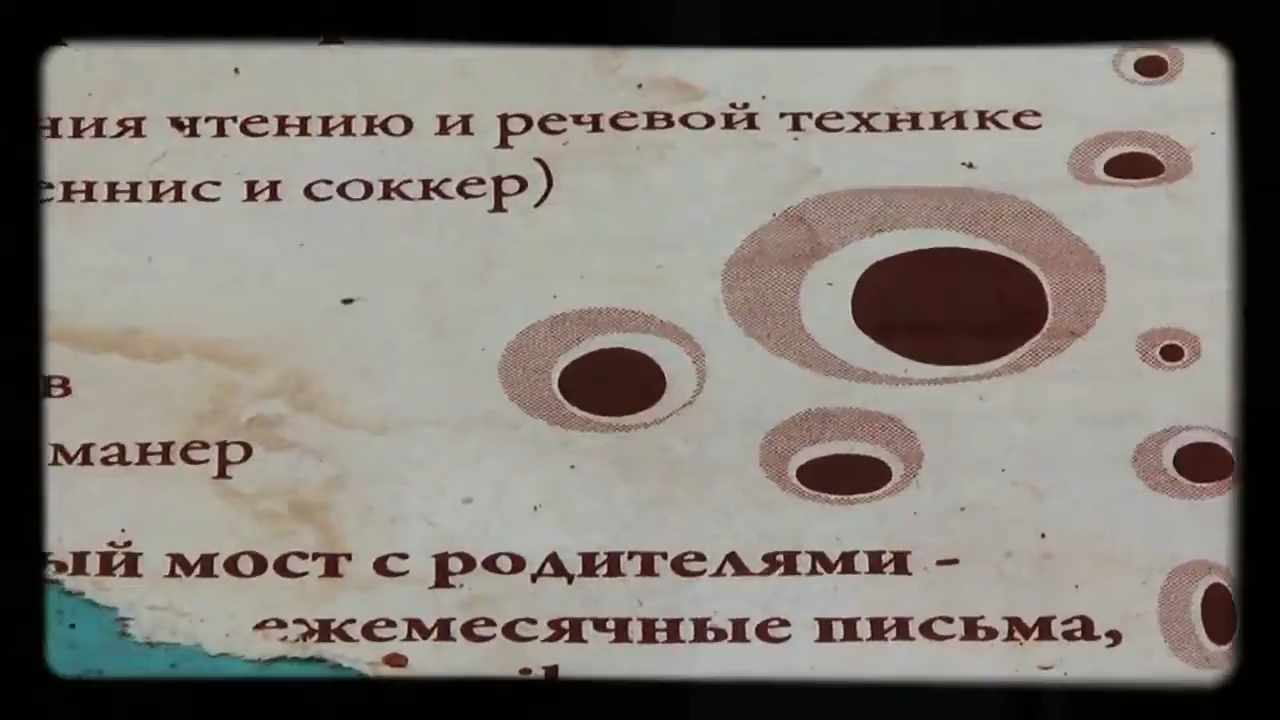 ния чтению и речевой технике
еннис и соккер)
в
манер
ый мост с родителями -
ежемесячные письма,